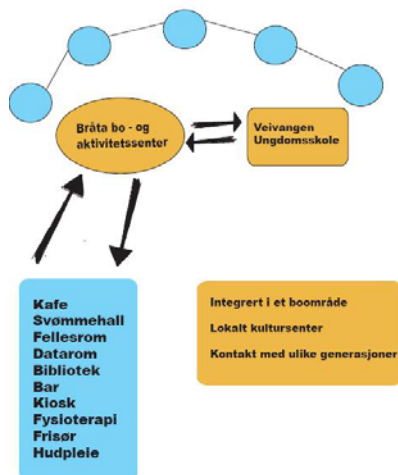 Bråta bo - og
aktivitetssenter
Veivangen
Ungdomsskole
Kafe
Svømmehall
Fellesrom
Datarom
Bibliotek
Bar
Kiosk
Fysioterapi
Frisør
Hudpleie
Integrert i et boområde
Lokalt kultursenter
Kontakt med ulike generasjoner